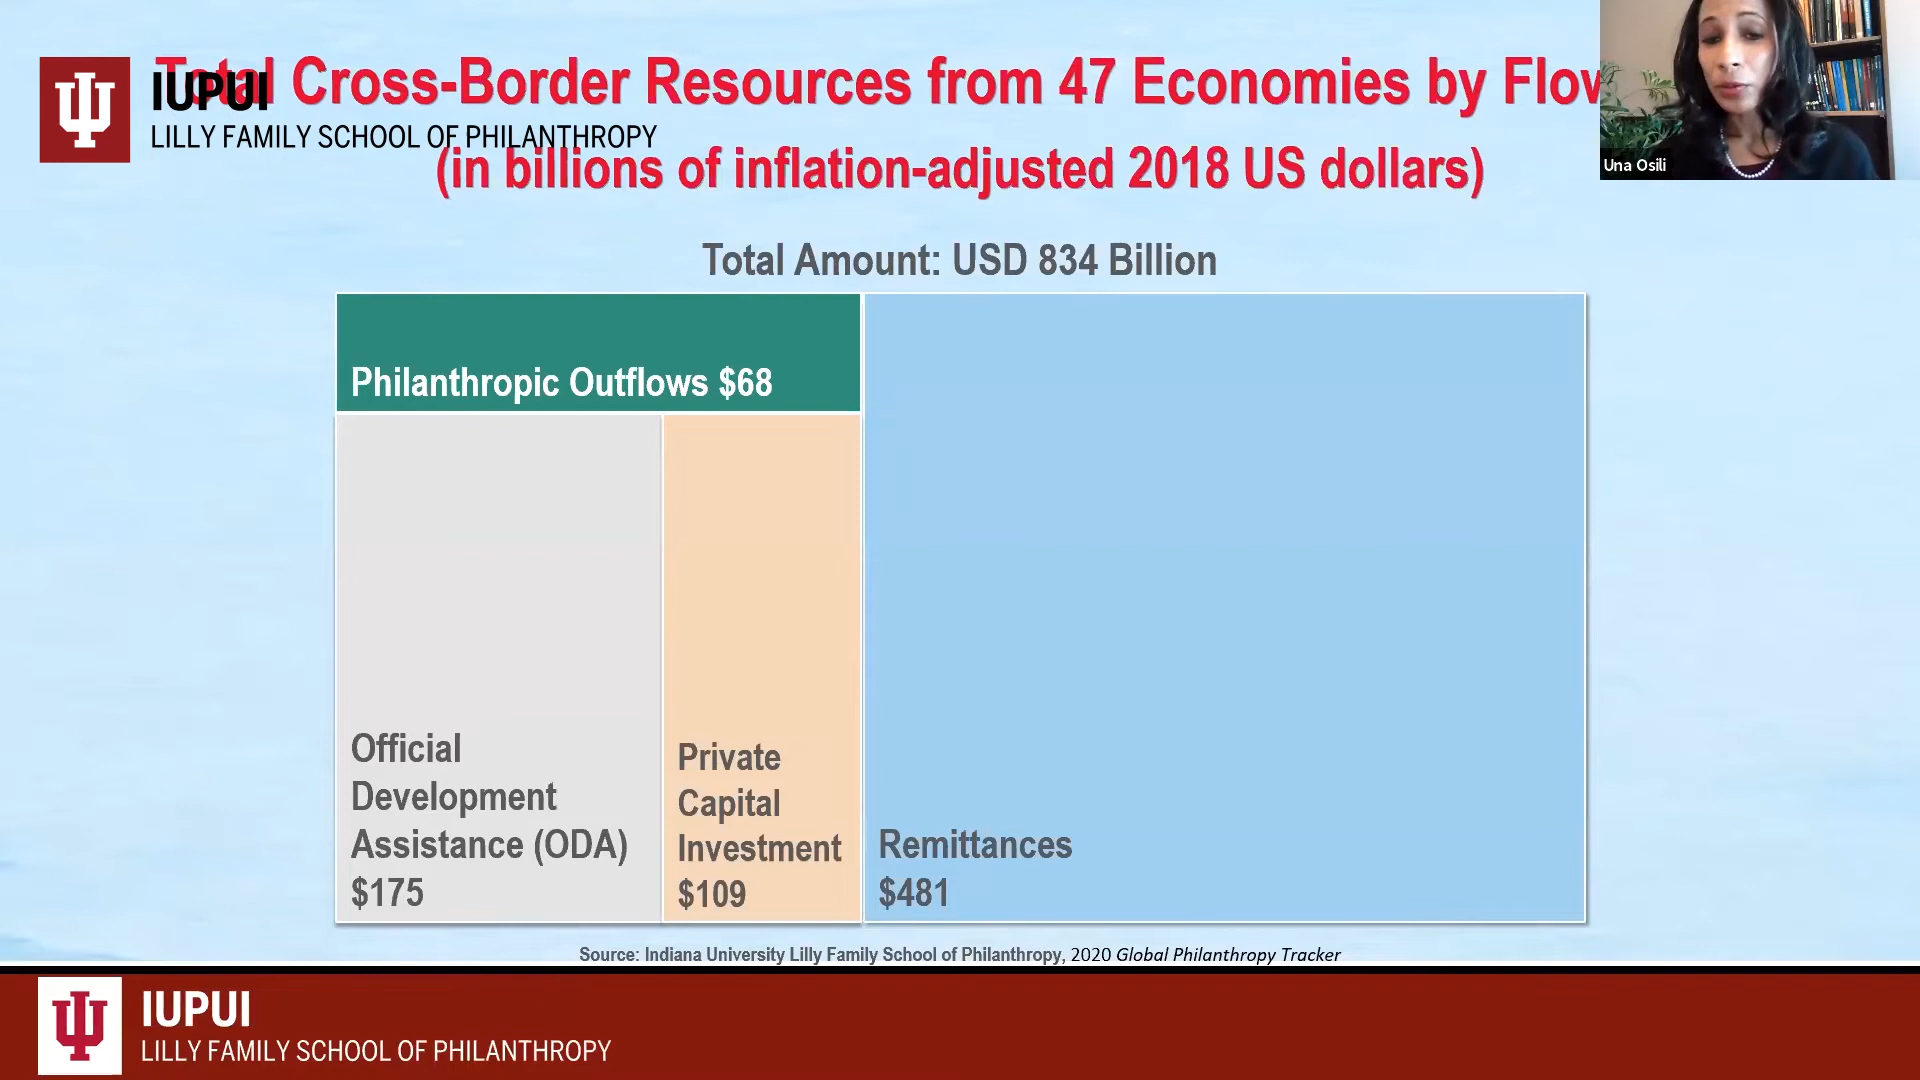 Total Cross-Border Resources from 47 Economies by Flow
IUPUI
LILLY FAMILY SCHOOL OF PHILANTHROPY
(in billions of inflation-adjusted 2018 US dollars)
Una Osili
Total Amount: USD 834 Billion
Philanthropic Outflows $68
Official
Development
Assistance (ODA)
$175
Private
Capital
Investment
$109
Remittances
$481
Source: Indiana University Lilly Family School of Philanthropy, 2020 Global Philanthropy Tracker
IUPUI
LILLY FAMILY SCHOOL OF PHILANTHROPY